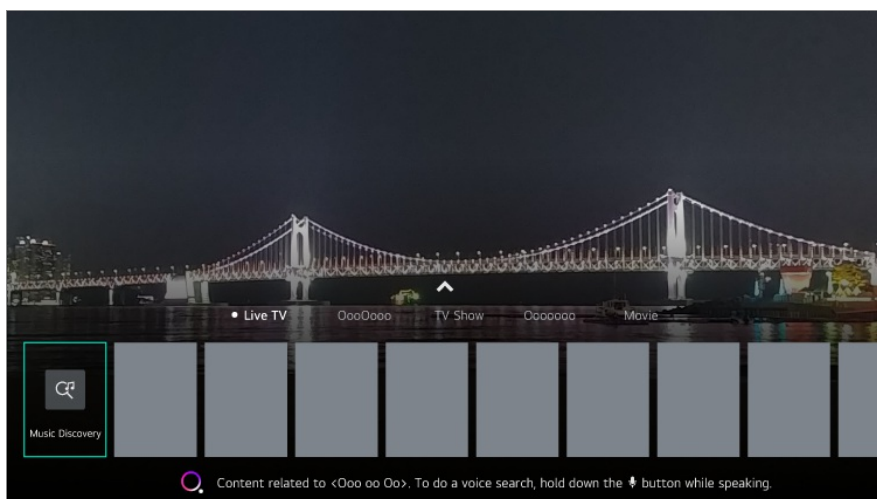 Live TV
OooOooo
TV Show
Ooooooo
Movie
Music Discovery
Content related to <Ooo oo Oo>. To do a voice search, hold down the button while speaking.